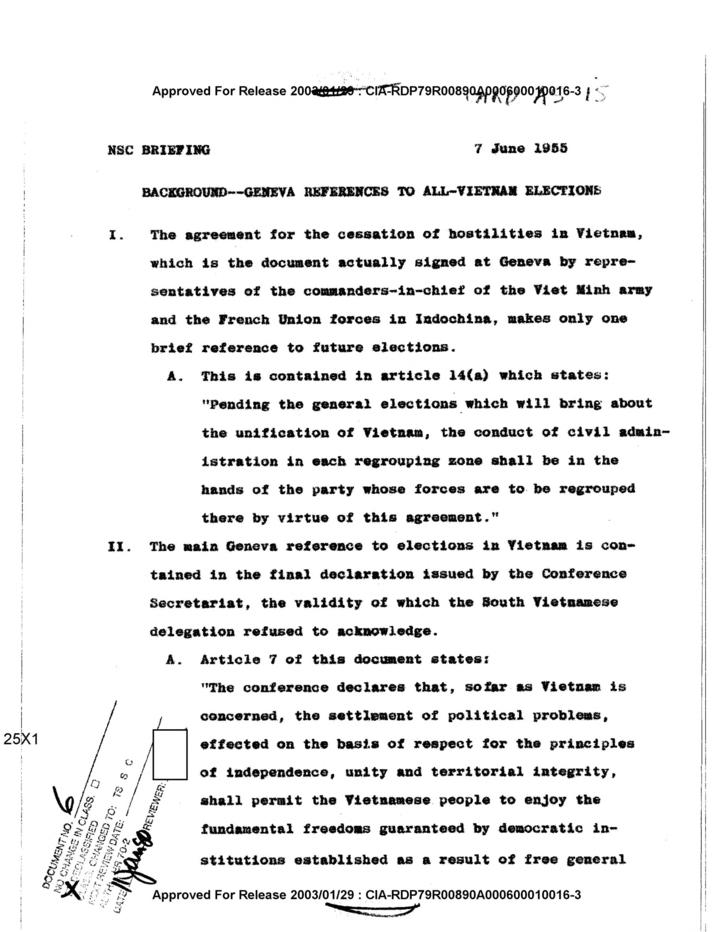 Approved For Release 2003/01/29 : CIA-RDP79R00890A000600010016-3
NSC BRIEFING 7 June 1955
BACKGROUND--GENEVA REFERENCES TO ALL-VIETNAM ELECTIONS
I. The agreement for the cessation of hostilities in Vietnam,
which is the document actually signed at Geneva by repre-
sentatives of the commanders-in-chief of the Viet Minh army
and the French Union forces in Indochina, makes only one
brief reference to future elections.
A. This is contained in article 14(a) which states:
"Pending the general elections which will bring about
the unification of Vietnam, the conduct of civil admin-
istration in each regrouping zone shall be in the
hands of the party whose forces are to be regrouped
there by virtue of this agreement."
II. The main Geneva reference to elections in Vietnam is con-
tained in the final declaration issued by the Conference
Secretariat, the validity of which the South Vietnamese
delegation refused to acknowledge.
A. Article 7 of this document states:
"The conference declares that, sofar as Vietnam is
concerned, the settlement of political problems,
25X1
effected on the basis of respect for the principles
of independence, unity and territorial integrity,
shall permit the Vietnamese people to enjoy the
fundamental freedoms guaranteed by democratic in-
stitutions established as a result of free general
DOCUMENT NO. 6
NO CHANGE IN CLASS. □
X DECLASSIFIED
CLASS. CHANGED TO: TS S C
NEXT REVIEW DATE:
AUTH: HR 70-2
DATE: REVIEWER:
Approved For Release 2003/01/29 : CIA-RDP79R00890A000600010016-3